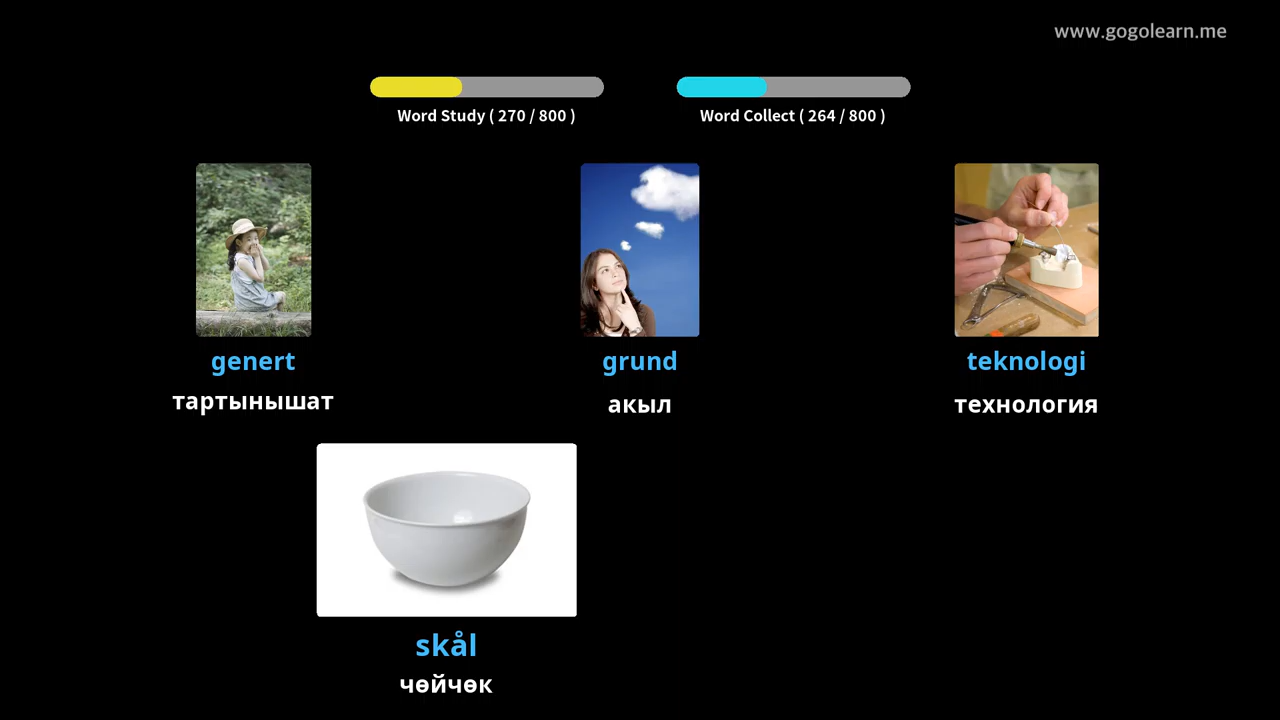 www.gogolearn.me
Word Study ( 270 / 800 )
Word Collect ( 264 / 800 )
genert
тартынышат
grund
акыл
teknologi
технология
skål
чөйчөк